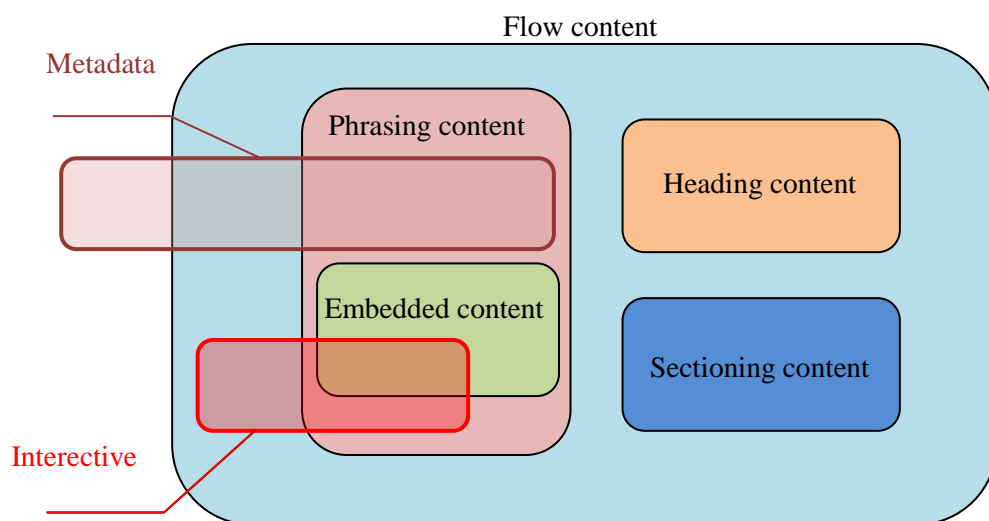 Flow content
Metadata
Phrasing content
Heading content
Embedded content
Sectioning content
Interective